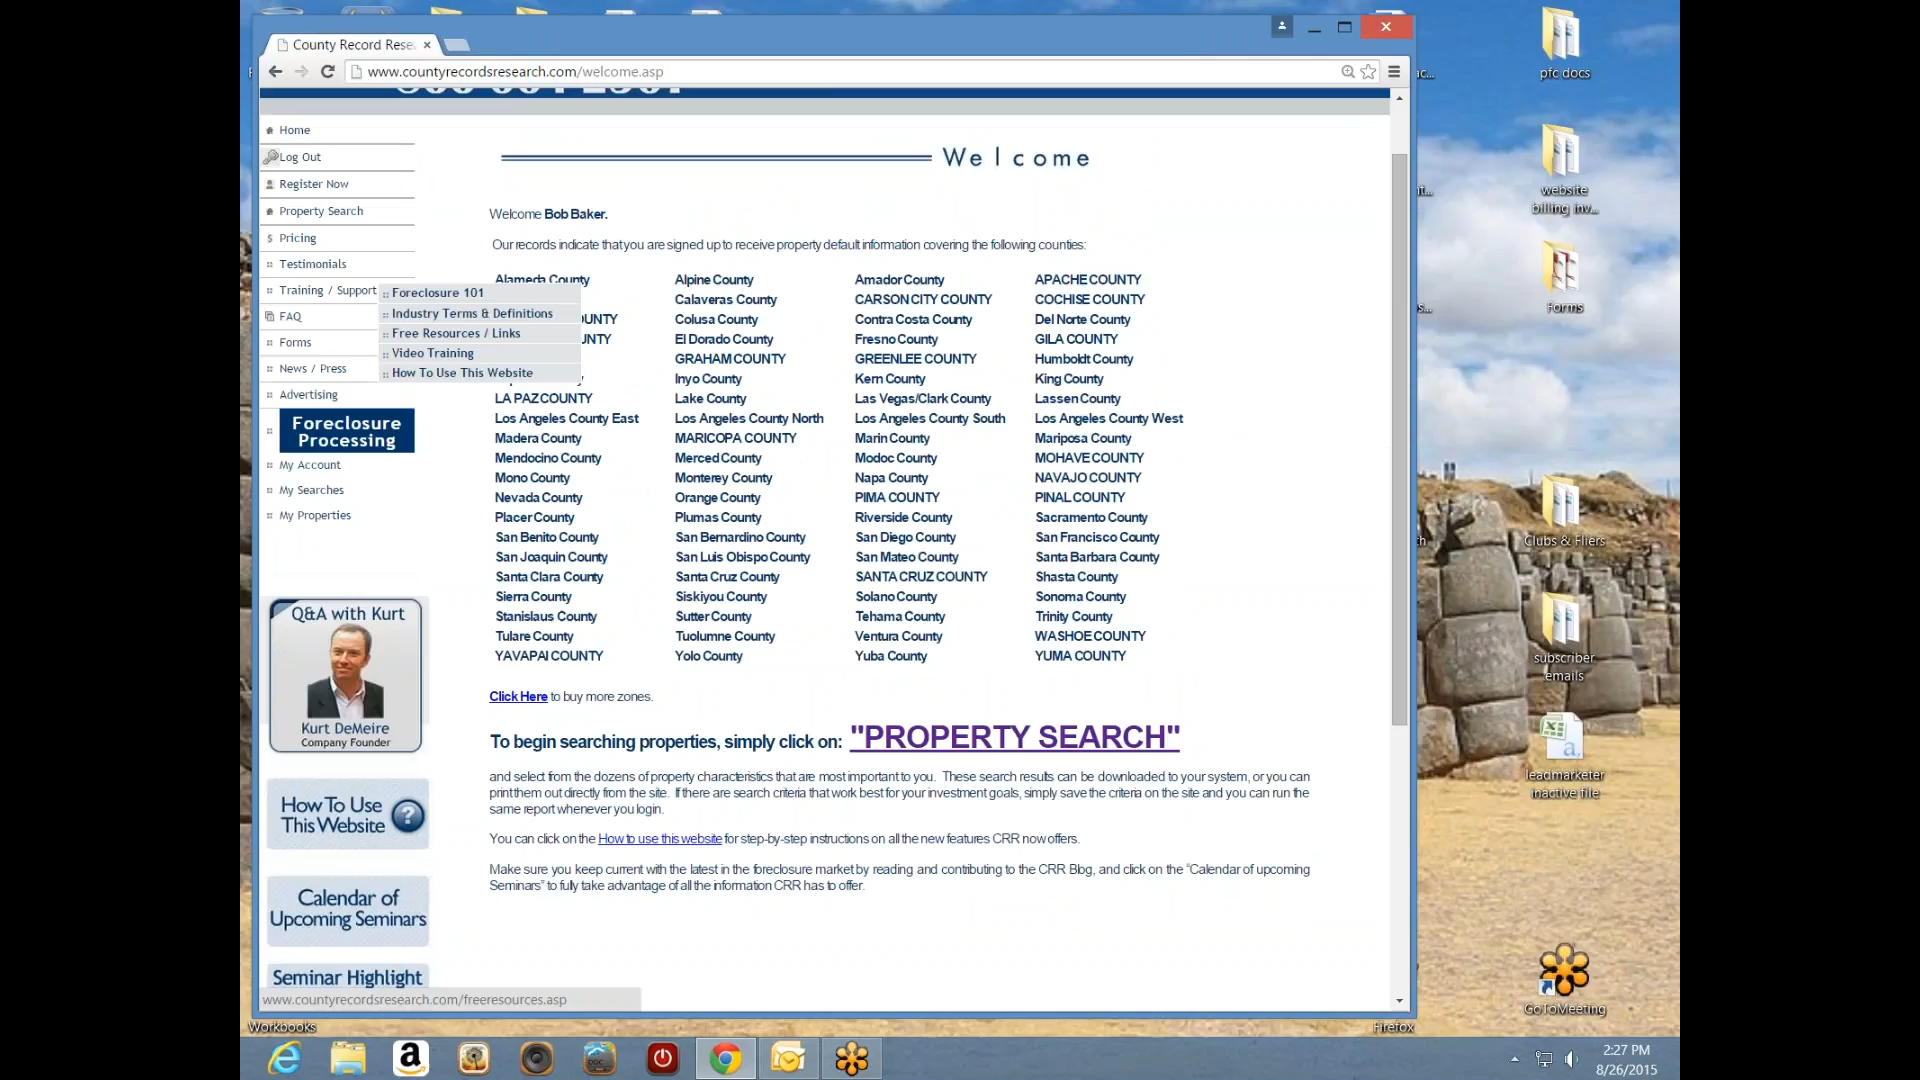 County Record Rese
www.countyrecordsresearch.com/welcome.asp
Home
Log Out
Register Now
Property Search
Pricing
Testimonials
Training / Support
FAQ
Forms
News / Press
Advertising
Foreclosure
Processing
My Account
My Searches
My Properties
Foreclosure 101
Industry Terms & Definitions
Free Resources / Links
Video Training
How To Use This Website
Q&A with Kurt
Kurt DeMeire
Company Founder
How To Use
This Website
?
Calendar of
Upcoming Seminars
Seminar Highlight
www.countyrecordsresearch.com/freeresources.asp
Welcome
Welcome Bob Baker.
Our records indicate that you are signed up to receive property default information covering the following counties:
Alameda County Alpine County Amador County APACHE COUNTY
Calaveras County CARSON CITY COUNTY COCHISE COUNTY
UNTY Colusa County Contra Costa County Del Norte County
NTY El Dorado County Fresno County GILA COUNTY
GRAHAM COUNTY GREENLEE COUNTY Humboldt County
Inyo County Kern County King County
LA PAZ COUNTY Lake County Las Vegas/Clark County Lassen County
Los Angeles County East Los Angeles County North Los Angeles County South Los Angeles County West
Madera County MARICOPA COUNTY Marin County Mariposa County
Mendocino County Merced County Modoc County MOHAVE COUNTY
Mono County Monterey County Napa County NAVAJO COUNTY
Nevada County Orange County PIMA COUNTY PINAL COUNTY
Placer County Plumas County Riverside County Sacramento County
San Benito County San Bernardino County San Diego County San Francisco County
San Joaquin County San Luis Obispo County San Mateo County Santa Barbara County
Santa Clara County Santa Cruz County SANTA CRUZ COUNTY Shasta County
Sierra County Siskiyou County Solano County Sonoma County
Stanislaus County Sutter County Tehama County Trinity County
Tulare County Tuolumne County Ventura County WASHOE COUNTY
YAVAPAI COUNTY Yolo County Yuba County YUMA COUNTY
Click Here to buy more zones.
To begin searching properties, simply click on: "PROPERTY SEARCH"
and select from the dozens of property characteristics that are most important to you. These search results can be downloaded to your system, or you can
print them out directly from the site. If there are search criteria that work best for your investment goals, simply save the criteria on the site and you can run the
same report whenever you login.
You can click on the How to use this website for step-by-step instructions on all the new features CRR now offers.
Make sure you keep current with the latest in the foreclosure market by reading and contributing to the CRR Blog, and click on the “Calendar of upcoming
Seminars” to fully take advantage of all the information CRR has to offer.
pfc docs
website
billing inv...
Forms
Clubs & Fliers
subscriber
emails
leadmarketer
inactive file
GoToMeeting
Workbooks
Firefox
2:27 PM
8/26/2015